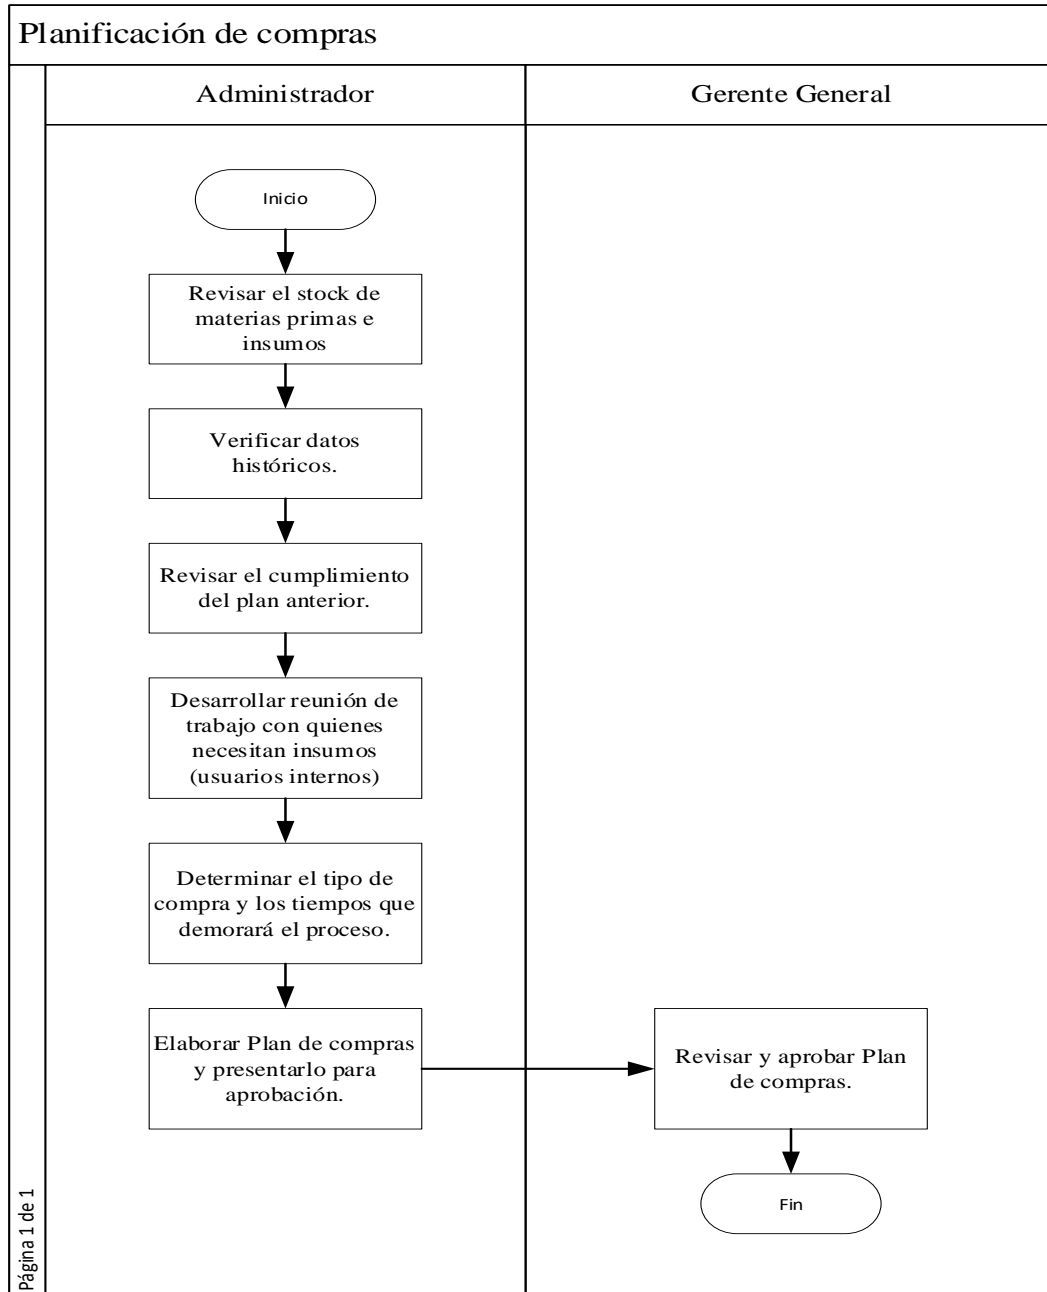 Planificación de compras
Administrador
Gerente General
Inicio
Revisar el stock de
materias primas e
insumos
Verificar datos
históricos.
Revisar el cumplimiento
del plan anterior.
Desarrollar reunión de
trabajo con quienes
necesitan insumos
(usuarios internos)
Determinar el tipo de
compra y los tiempos que
demorará el proceso.
Elaborar Plan de compras
y presentarlo para
aprobación.
Revisar y aprobar Plan
de compras.
Fin
Página 1 de 1